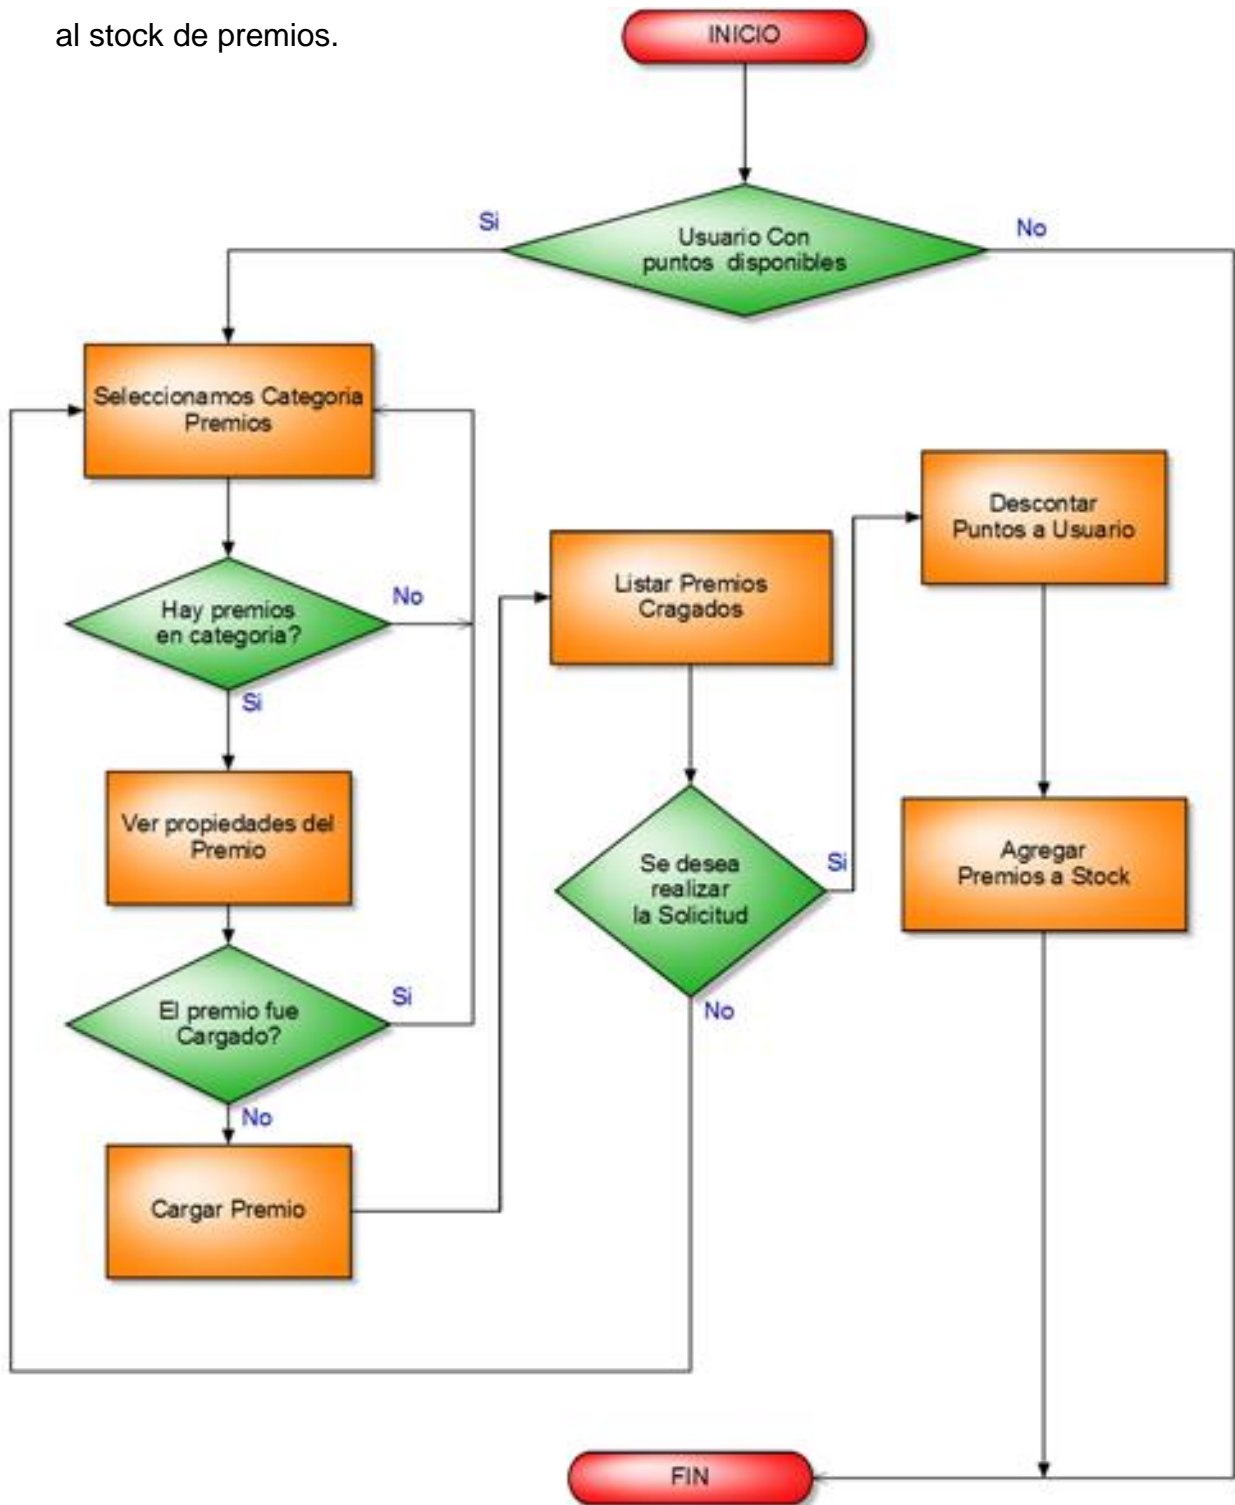 al stock de premios.
INICIO
Usuario Con
puntos disponibles
Si
No
Seleccionamos Categoria
Premios
Hay premios
en categoria?
No
Si
Ver propiedades del
Premio
El premio fue
Cargado?
Si
No
Cargar Premio
Listar Premios
Cragados
Se desea
realizar
la Solicitud
Si
No
Descontar
Puntos a Usuario
Agregar
Premios a Stock
FIN